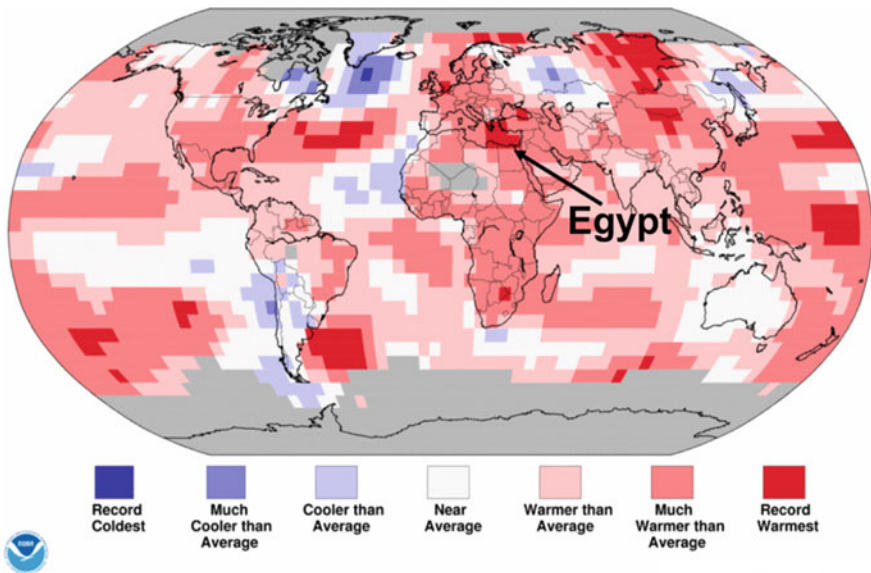 Egypt
Record
Coldest
Much
Cooler than
Average
Cooler than
Average
Near
Average
Warmer than
Average
Much
Warmer than
Average
Record
Warmest